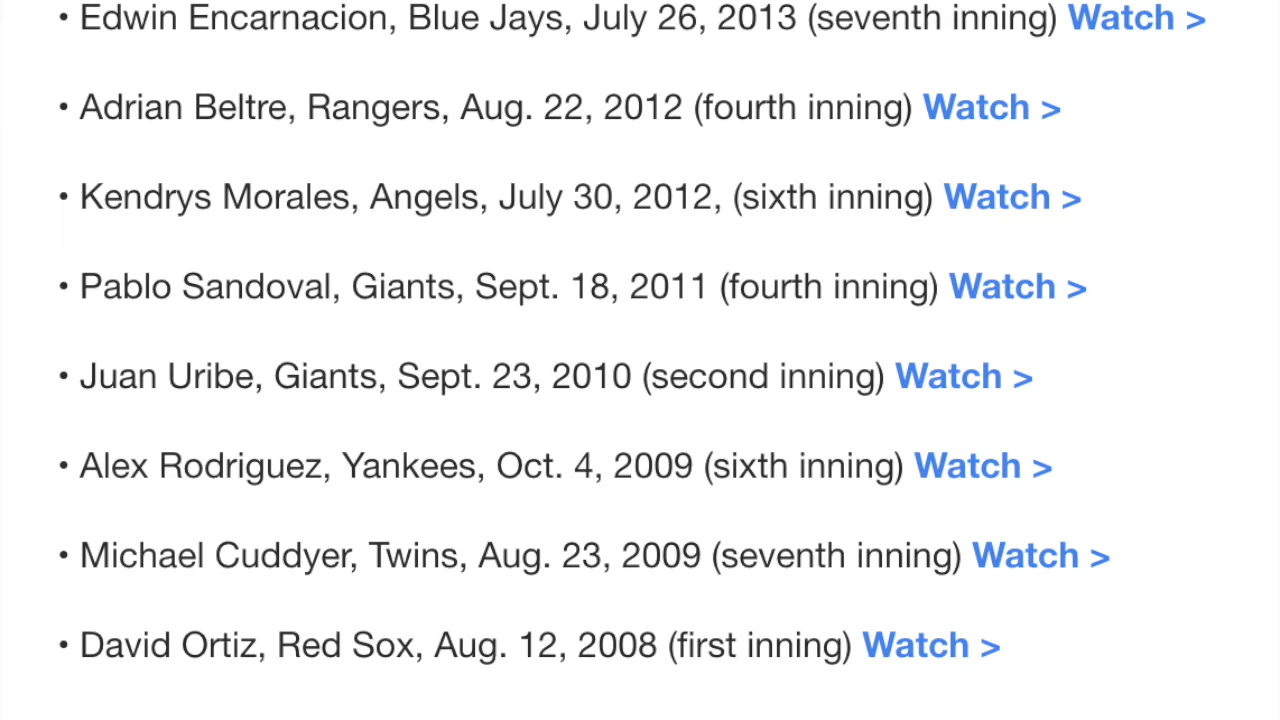 • Edwin Encarnacion, Blue Jays, July 26, 2013 (seventh inning) Watch >
• Adrian Beltre, Rangers, Aug. 22, 2012 (fourth inning) Watch >
• Kendrys Morales, Angels, July 30, 2012, (sixth inning) Watch >
• Pablo Sandoval, Giants, Sept. 18, 2011 (fourth inning) Watch >
• Juan Uribe, Giants, Sept. 23, 2010 (second inning) Watch >
• Alex Rodriguez, Yankees, Oct. 4, 2009 (sixth inning) Watch >
• Michael Cuddyer, Twins, Aug. 23, 2009 (seventh inning) Watch >
• David Ortiz, Red Sox, Aug. 12, 2008 (first inning) Watch >